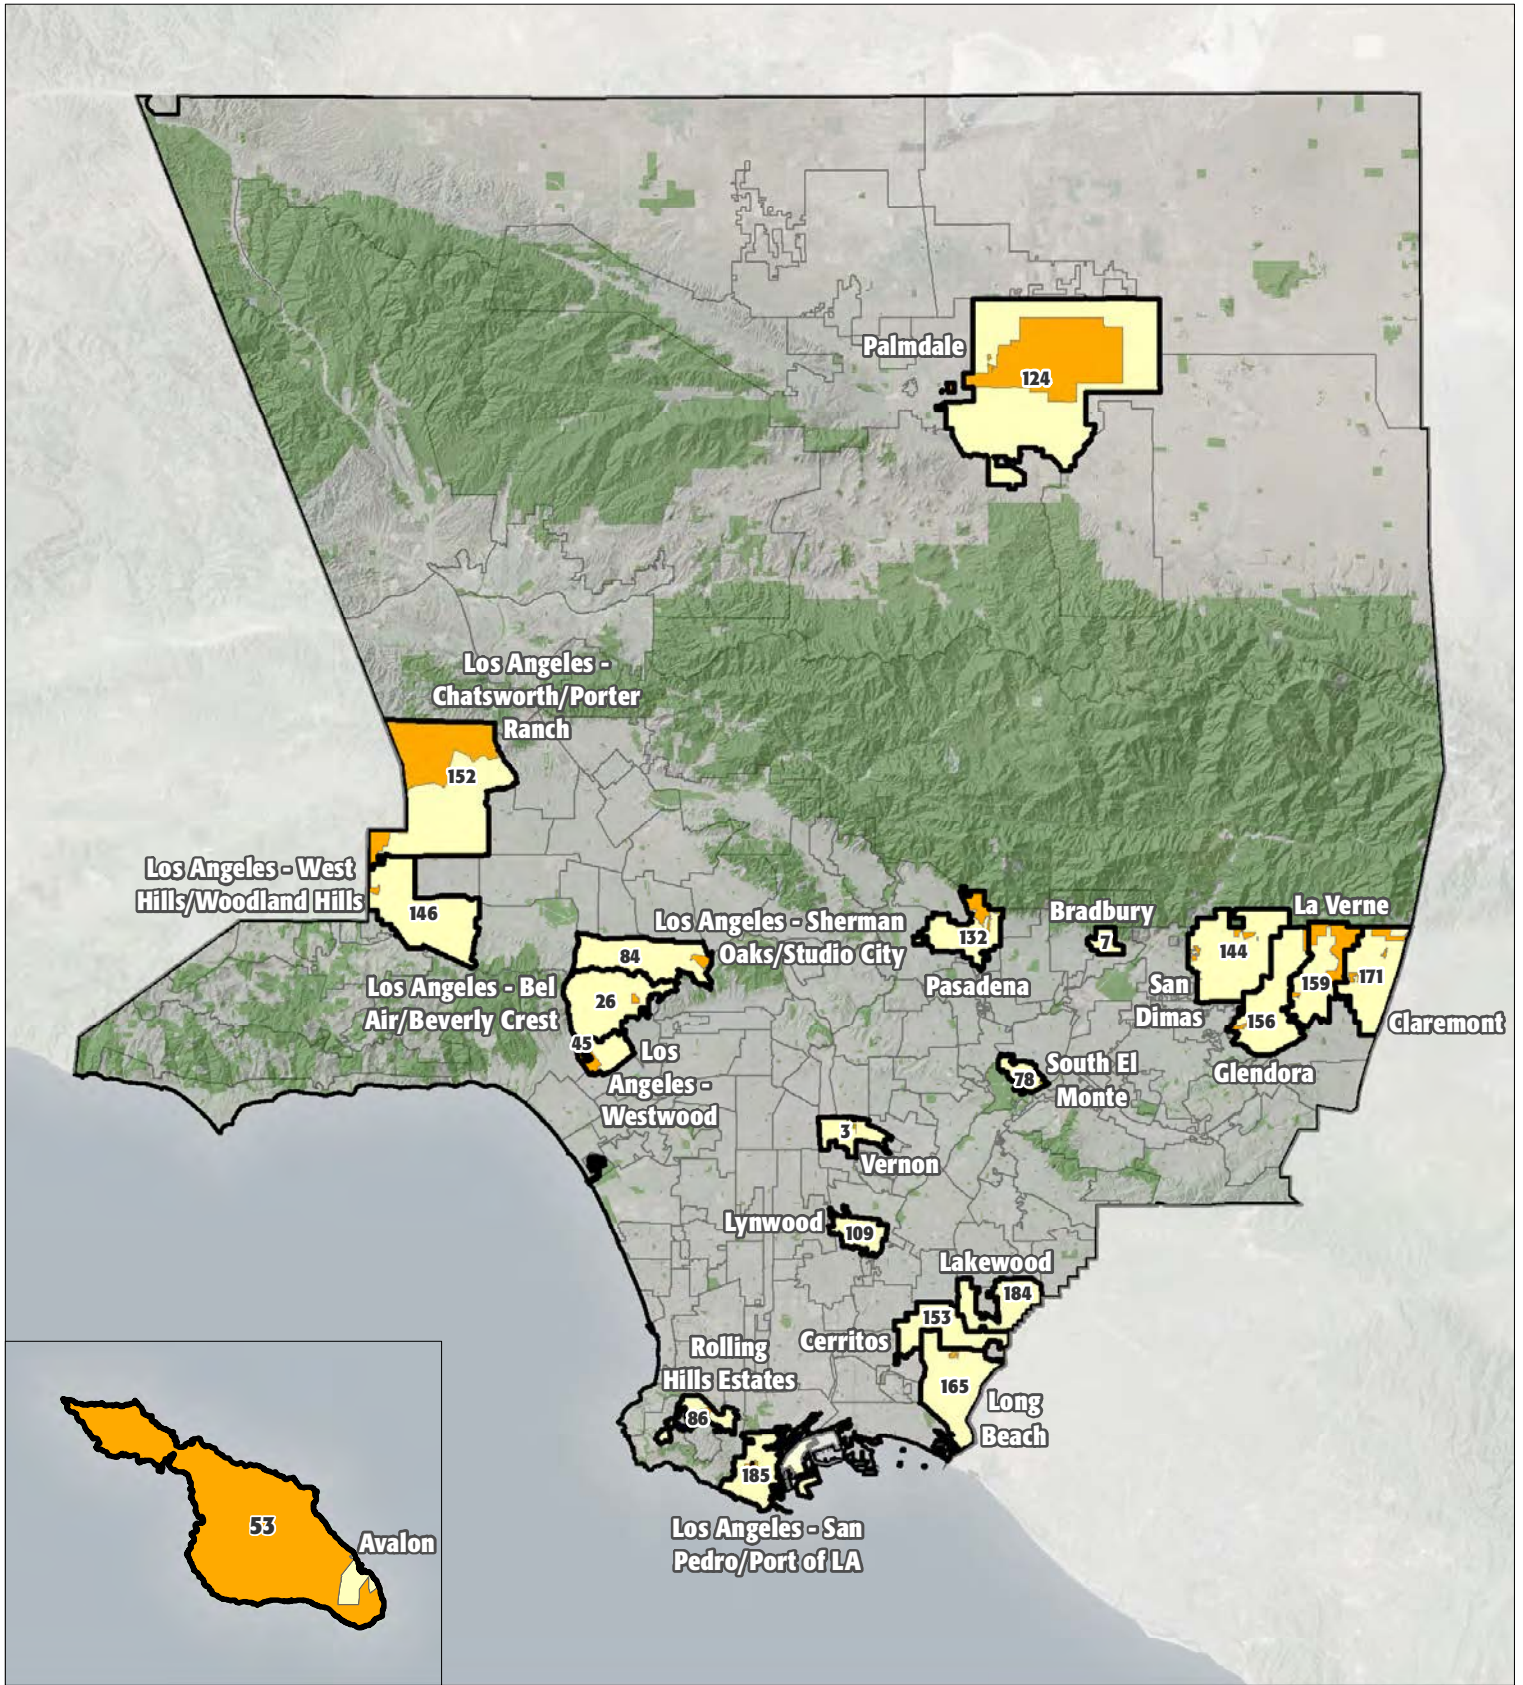 Palmdale
124
Los Angeles -
Chatsworth/Porter
Ranch
152
Los Angeles - West
Hills/Woodland Hills
146
Los Angeles - Sherman
Oaks/Studio City
84
Los Angeles - Bel
Air/Beverly Crest
26
45
Los
Angeles -
Westwood
132
Pasadena
Bradbury
7
La Verne
144
San
Dimas
159
171
156
Claremont
Glendora
South El
Monte
78
3
Vernon
Lynwood
109
Lakewood
184
153
Cerritos
Rolling
Hills Estates
86
165
Long
Beach
185
Los Angeles - San
Pedro/Port of LA
53
Avalon